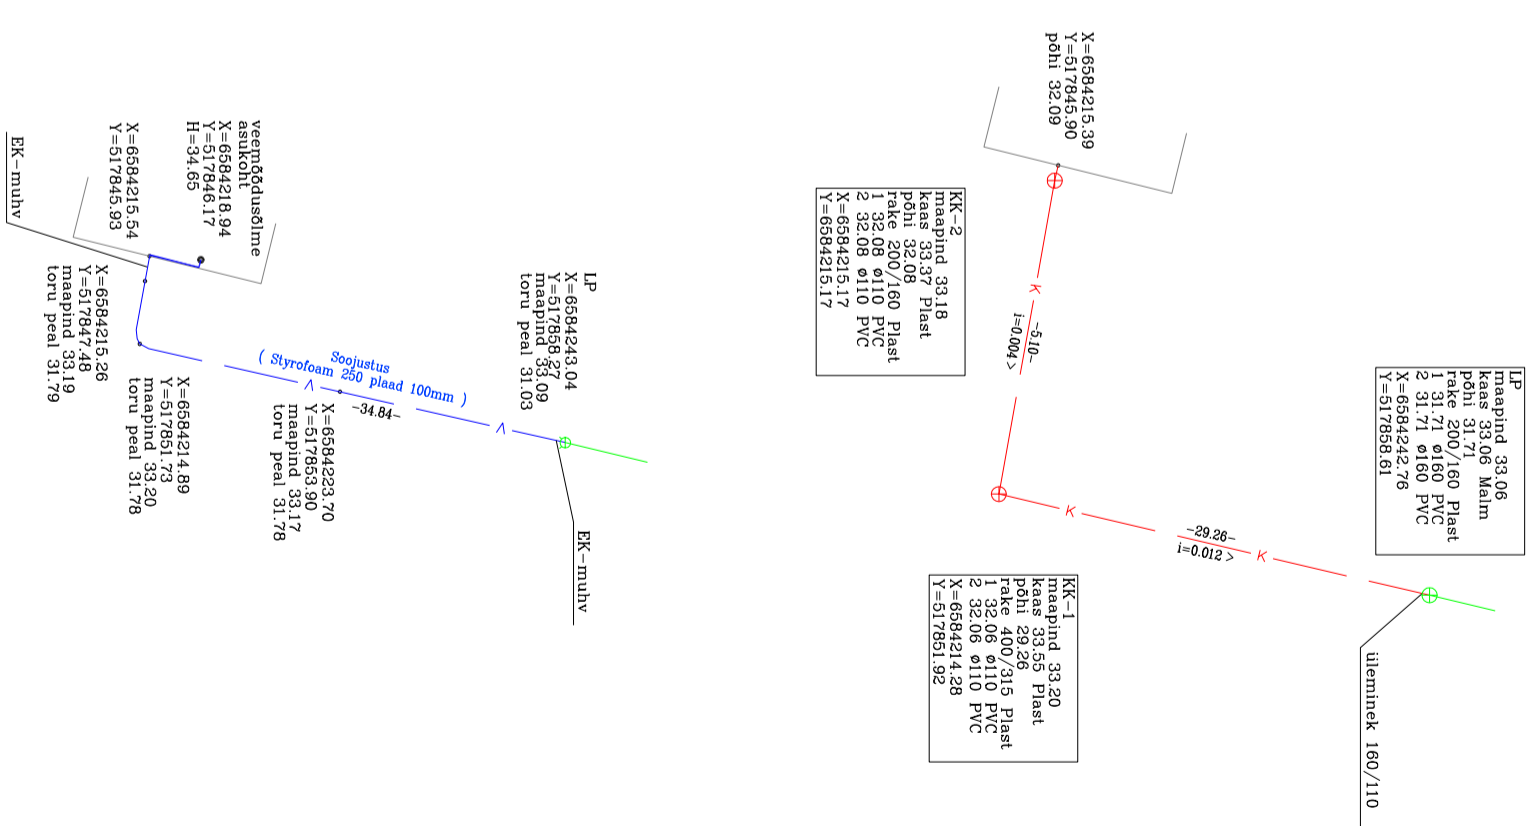 X=6584215.39
Y=517845.90
põhi 32.09
KK-2
maapind 33.18
kaas 33.37 Plast
põhi 32.08
rake 200/160 Plast
1 32.08 ø110 PVC
2 32.08 ø110 PVC
X=6584215.17
Y=6584215.17
K
-5.10-
i=0.004 >
K
-29.26-
i=0.012 >
K
LP
maapind 33.06
kaas 33.06 Malm
põhi 31.71
rake 200/160 Plast
1 31.71 ø160 PVC
2 31.71 ø160 PVC
X=6584242.76
Y=517858.61
KK-1
maapind 33.20
kaas 33.55 Plast
põhi 29.26
rake 400/315 Plast
1 32.06 ø110 PVC
2 32.06 ø110 PVC
X=6584214.28
Y=517851.92
üleminek 160/110
veemõõdusõlme
asukoht
X=6584218.94
Y=517846.17
H=34.65
X=6584215.54
Y=517845.93
EK-muhv
X=6584215.26
Y=517847.48
maapind 33.19
toru peal 31.79
X=6584214.89
Y=517851.73
maapind 33.20
toru peal 31.78
Soojustus
( Styrofoam 250 plaad 100mm )
V
-34.84-
V
X=6584223.70
Y=517853.90
maapind 33.17
toru peal 31.78
LP
X=6584243.04
Y=517858.27
maapind 33.09
toru peal 31.03
EK-muhv